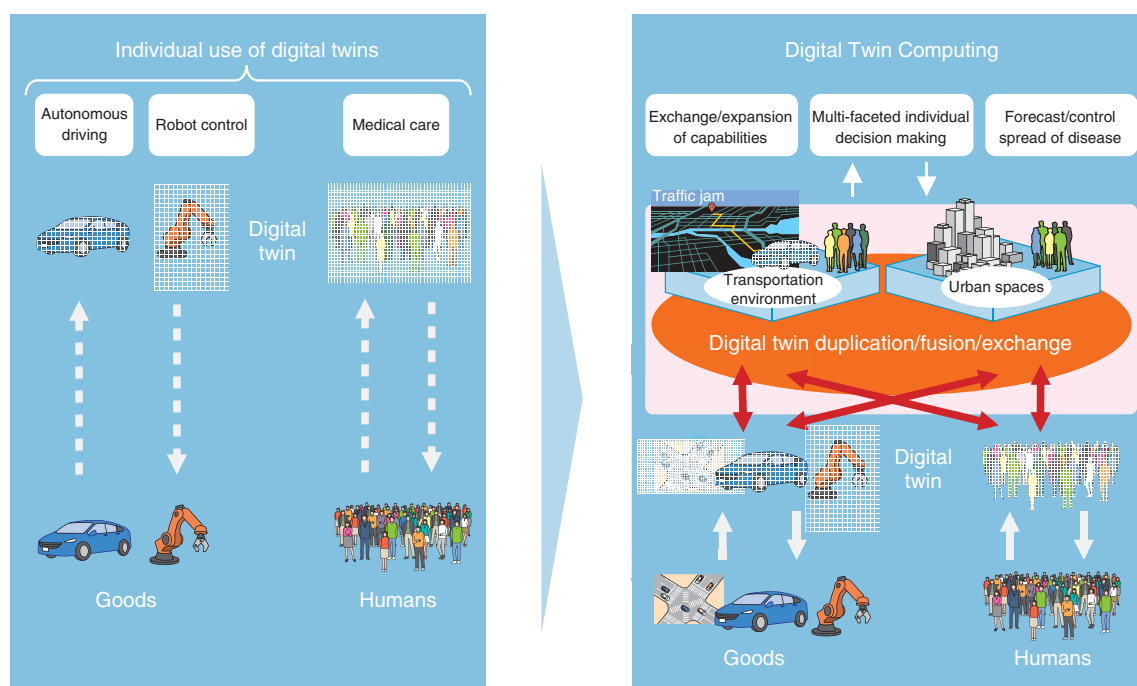 Individual use of digital twins
Autonomous
driving
Robot control
Medical care
Digital
twin
Goods
Humans
Digital Twin Computing
Exchange/expansion
of capabilities
Multi-faceted individual
decision making
Forecast/control
spread of disease
Traffic jam
Transportation
environment
Urban spaces
Digital twin duplication/fusion/exchange
Digital
twin
Goods
Humans